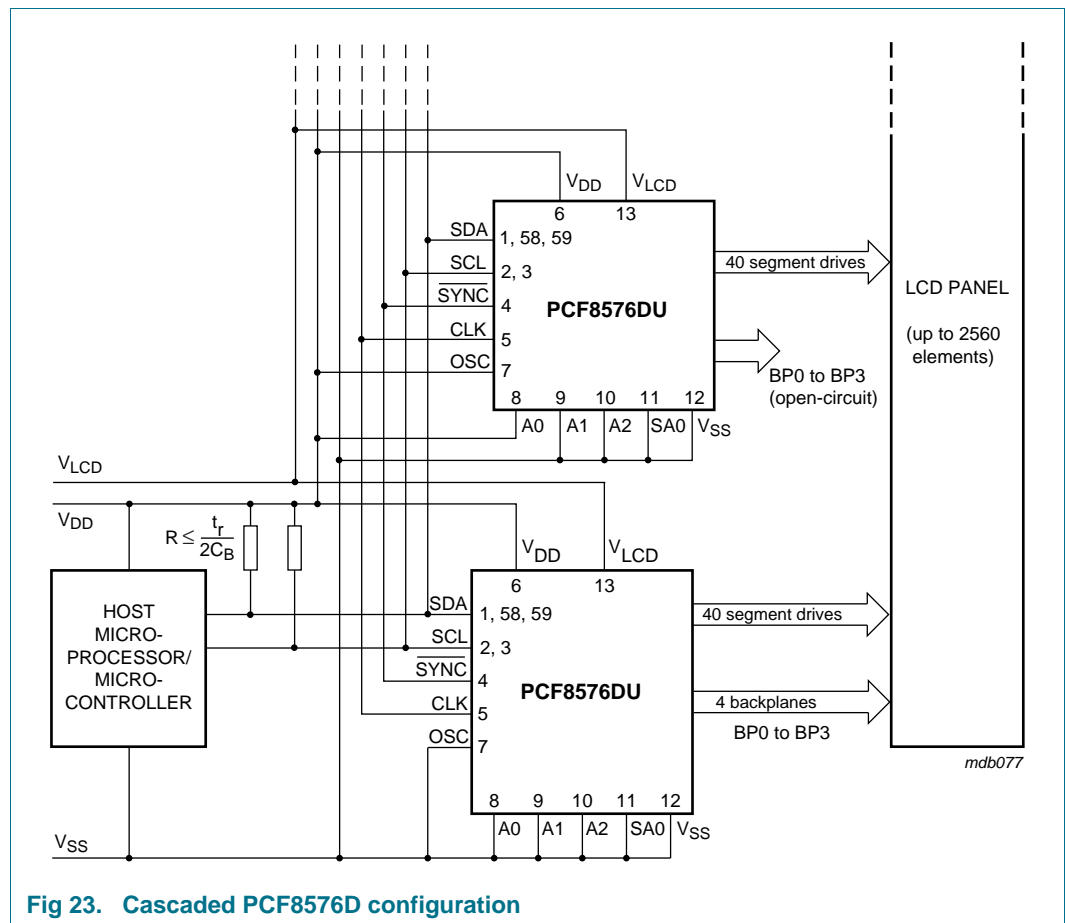 VDD
VLCD
6
13
SDA
1, 58, 59
SCL
2, 3
SYNC
4
CLK
5
OSC
7
PCF8576DU
8
9
10
11
12
A0
A1
A2
SA0
VSS
40 segment drives
BP0 to BP3
(open-circuit)
LCD PANEL
(up to 2560
elements)
VLCD
VDD
R ≤ tr
2CB
HOST
MICRO-
PROCESSOR/
MICRO-
CONTROLLER
VSS
VDD
VLCD
6
13
SDA
1, 58, 59
SCL
2, 3
SYNC
4
CLK
5
OSC
7
PCF8576DU
8
9
10
11
12
A0
A1
A2
SA0
VSS
40 segment drives
4 backplanes
BP0 to BP3
mdb077
Fig 23. Cascaded PCF8576D configuration